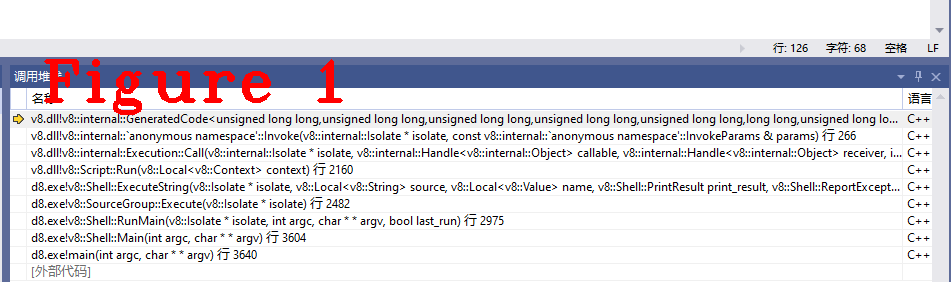 行: 126 字符: 68 空格 LF
调用堆
Figure 1
名称 语言
v8.dll!v8::internal::GeneratedCode<unsigned long long,unsigned long long,unsigned long long,unsigned long long,unsigned long long,long long,unsigned long lo... C++
v8.dll!v8::internal::`anonymous namespace'::Invoke(v8::internal::Isolate * isolate, const v8::internal::`anonymous namespace'::InvokeParams & params) 行 266 C++
v8.dll!v8::internal::Execution::Call(v8::internal::Isolate * isolate, v8::internal::Handle<v8::internal::Object> callable, v8::internal::Handle<v8::internal::Object> receiver, i... C++
v8.dll!v8::Script::Run(v8::Local<v8::Context> context) 行 2160 C++
d8.exe!v8::Shell::ExecuteString(v8::Isolate * isolate, v8::Local<v8::String> source, v8::Local<v8::Value> name, v8::Shell::PrintResult print_result, v8::Shell::ReportExcept... C++
d8.exe!v8::SourceGroup::Execute(v8::Isolate * isolate) 行 2482 C++
d8.exe!v8::Shell::RunMain(v8::Isolate * isolate, int argc, char * * argv, bool last_run) 行 2975 C++
d8.exe!v8::Shell::Main(int argc, char * * argv) 行 3604 C++
d8.exe!main(int argc, char * * argv) 行 3640 C++
[外部代码]